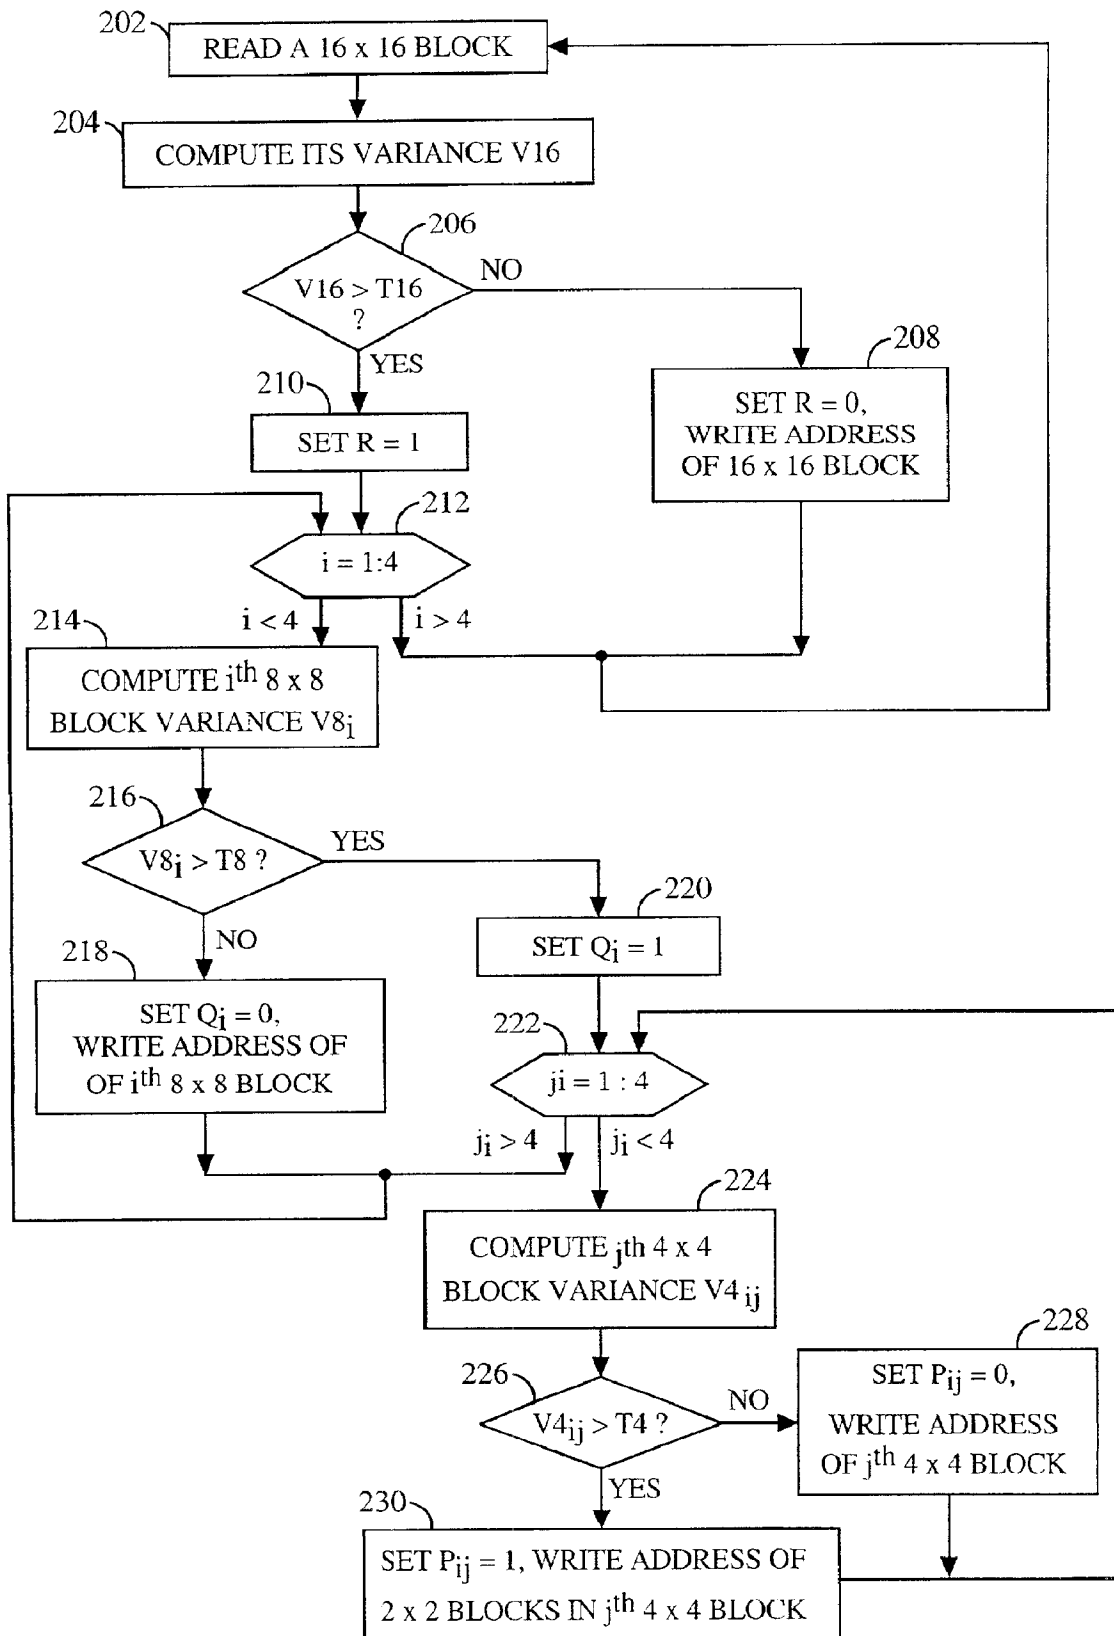 202
READ A 16 x 16 BLOCK
204
COMPUTE ITS VARIANCE V16
206
V16 > T16
?
NO
YES
208
SET R = 0,
WRITE ADDRESS
OF 16 x 16 BLOCK
210
SET R = 1
212
i = 1:4
i < 4
i > 4
214
COMPUTE ith 8 x 8
BLOCK VARIANCE V8i
216
V8i > T8 ?
YES
NO
218
SET Qi = 0,
WRITE ADDRESS OF
OF ith 8 x 8 BLOCK
220
SET Qi = 1
222
ji = 1 : 4
ji > 4
ji < 4
224
COMPUTE jth 4 x 4
BLOCK VARIANCE V4ij
226
V4ij > T4 ?
NO
YES
228
SET Pij = 0,
WRITE ADDRESS
OF jth 4 x 4 BLOCK
230
SET Pij = 1, WRITE ADDRESS OF
2 x 2 BLOCKS IN jth 4 x 4 BLOCK